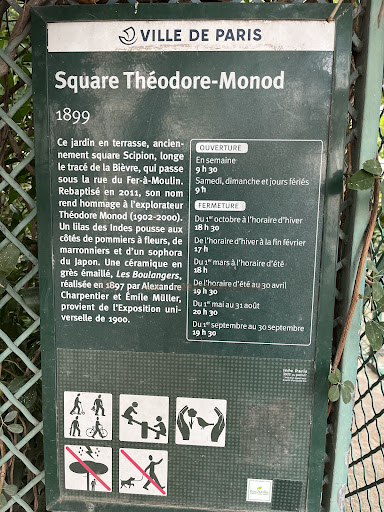 VILLE DE PARIS
Square Théodore-Monod
1899
Ce jardin en terrasse, ancien-
nement square Scipion, longe
le tracé de la Bièvre, qui passe
sous la rue du Fer-à-Moulin.
Rebaptisé en 2011, son nom
rend hommage à l'explorateur
Théodore Monod (1902-2000).
Un lilas des Indes pousse aux
côtés de pommiers à fleurs, de
marronniers et d'un sophora
du Japon. Une céramique en
grès émaillé, Les Boulangers,
réalisée en 1897 par Alexandre
Charpentier et Émile Müller,
provient de l'Exposition uni-
verselle de 1900.
OUVERTURE
En semaine
9 h 30
Samedi, dimanche et jours fériés
9 h
FERMETURE
Du 1er octobre à l'horaire d'hiver
18 h 30
De l'horaire d'hiver à la fin février
17 h
Du 1er mars à l'horaire d'été
18 h
De l'horaire d'été au 30 avril
19 h 30
Du 1er mai au 31 août
20 h 30
Du 1er septembre au 30 septembre
19 h 30